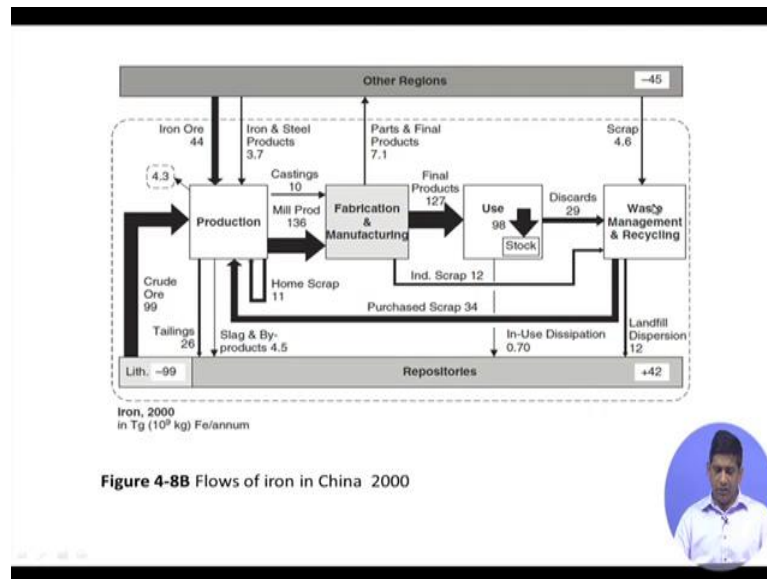 Other Regions
-45
Iron Ore
44
Iron & Steel
Products
3.7
Parts & Final
Products
7.1
Scrap
4.6
4.3
Castings
10
Mill Prod
136
Production
Fabrication
&
Manufacturing
Final
Products
127
Use
98
Stock
Discards
29
Waste
Management
& Recycling
Crude
Ore
99
Home Scrap
11
Ind. Scrap 12
Purchased Scrap 34
Tailings
26
Slag & By-
products 4.5
In-Use Dissipation
0.70
Landfill
Dispersion
12
Lith. -99
Repositories
+42
Iron, 2000
in Tg (10⁹ kg) Fe/annum
Figure 4-8B Flows of iron in China 2000